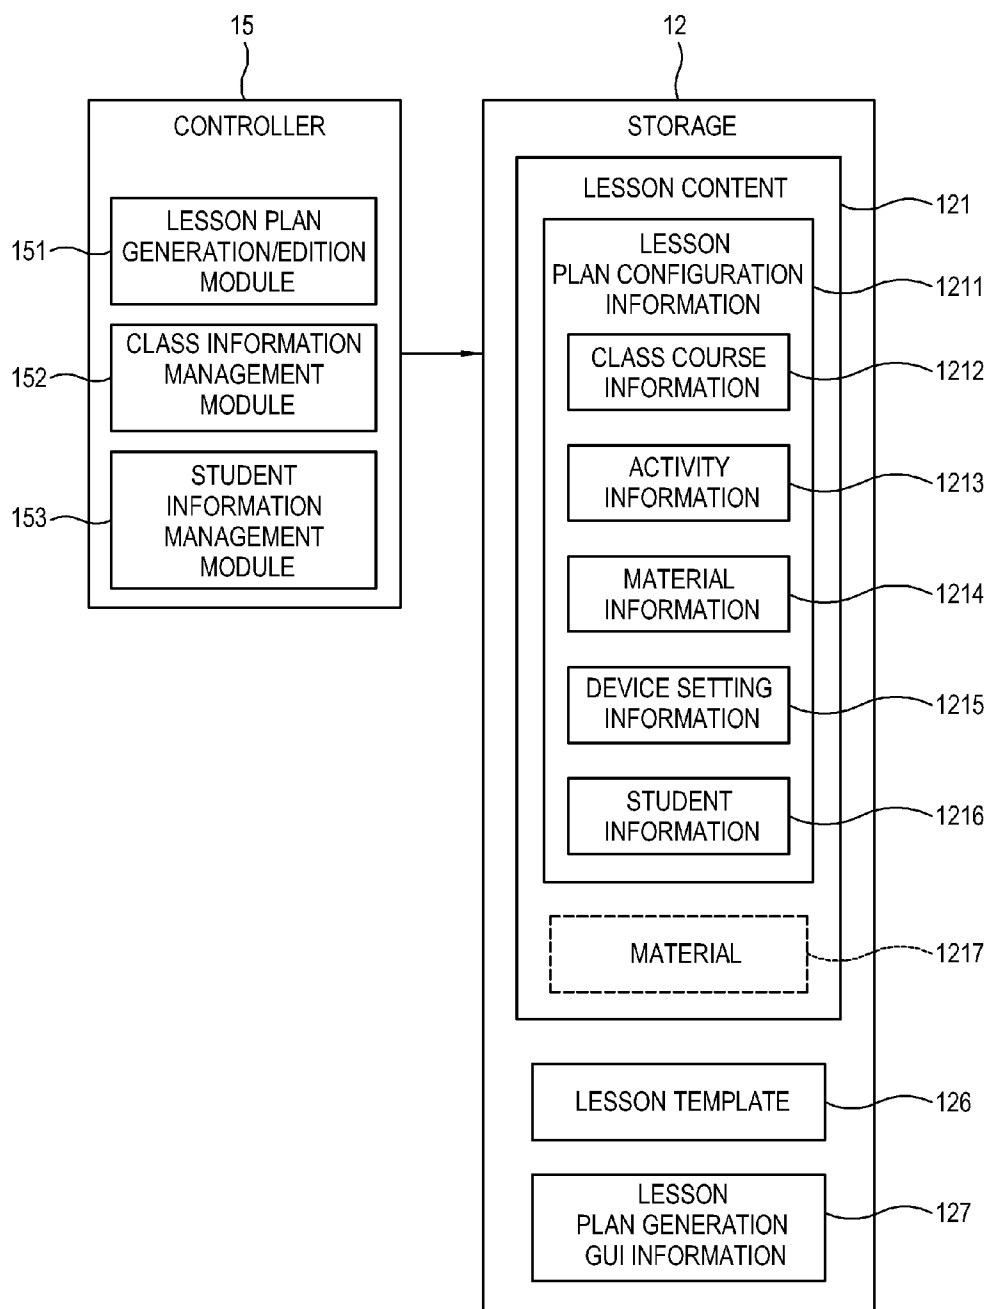 15
12
CONTROLLER
151
LESSON PLAN
GENERATION/EDITION
MODULE
152
CLASS INFORMATION
MANAGEMENT
MODULE
153
STUDENT
INFORMATION
MANAGEMENT
MODULE
STORAGE
LESSON CONTENT
121
LESSON
PLAN CONFIGURATION
INFORMATION
1211
CLASS COURSE
INFORMATION
1212
ACTIVITY
INFORMATION
1213
MATERIAL
INFORMATION
1214
DEVICE SETTING
INFORMATION
1215
STUDENT
INFORMATION
1216
MATERIAL
1217
LESSON TEMPLATE
126
LESSON
PLAN GENERATION
GUI INFORMATION
127